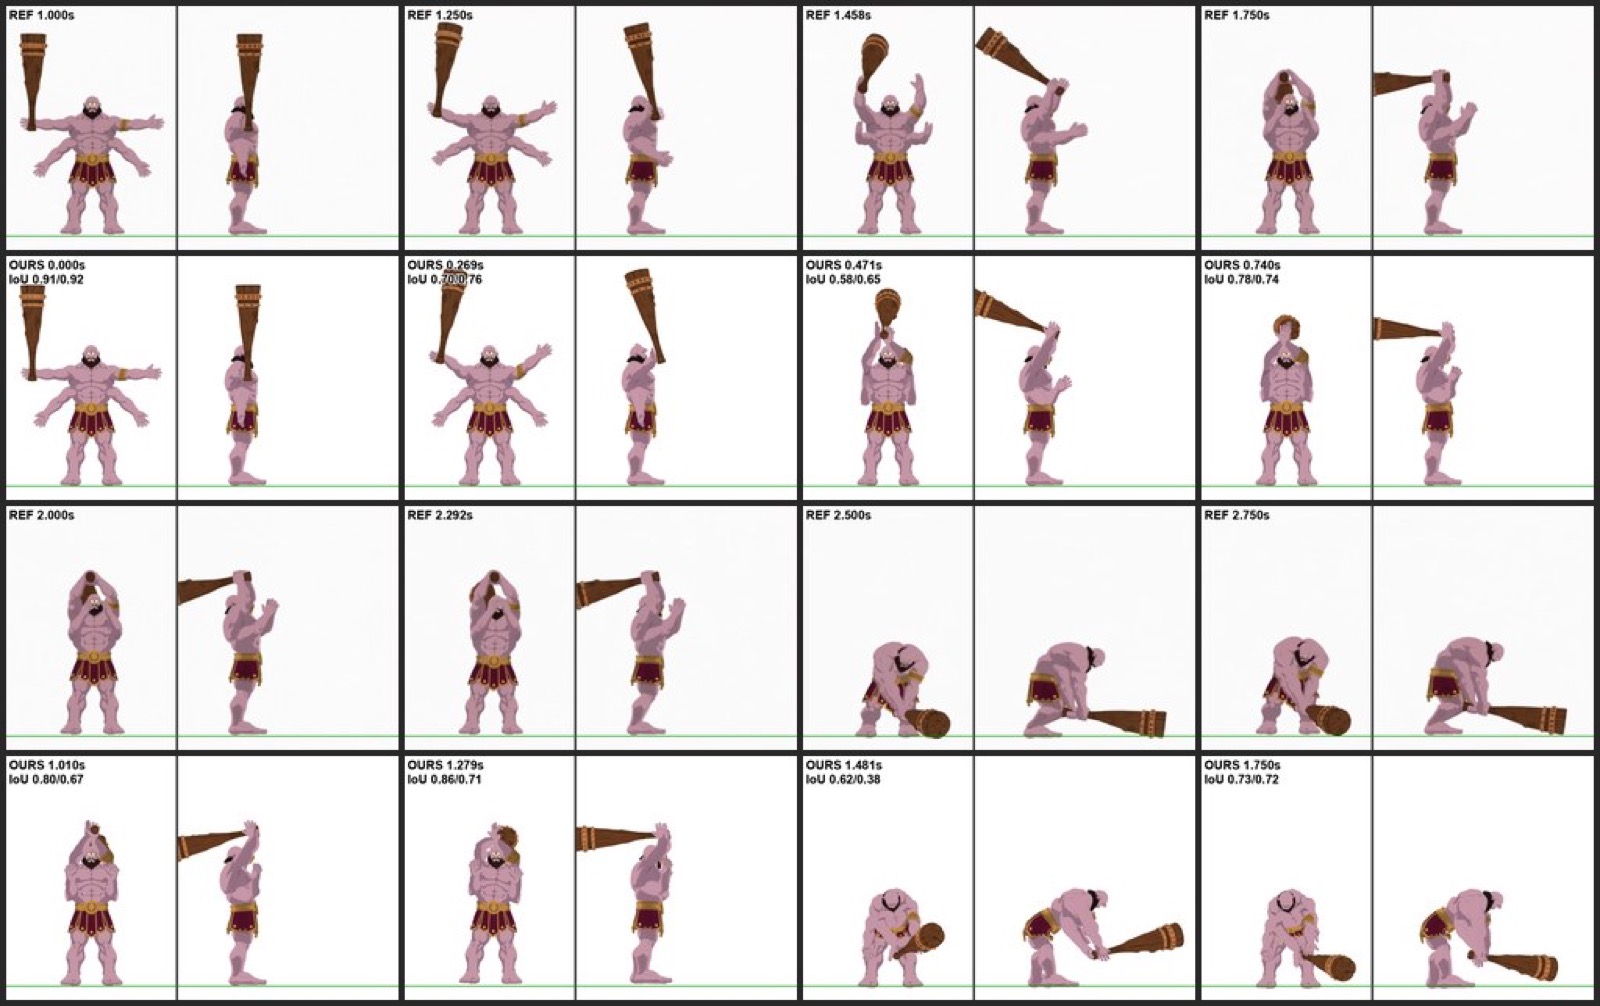 REF 1.000s
REF 1.250s
REF 1.458s
REF 1.750s
OURS 0.000s
IoU 0.91/0.92
OURS 0.269s
IoU 0.70/0.76
OURS 0.471s
IoU 0.58/0.65
OURS 0.740s
IoU 0.78/0.74
REF 2.000s
REF 2.292s
REF 2.500s
REF 2.750s
OURS 1.010s
IoU 0.80/0.67
OURS 1.279s
IoU 0.86/0.71
OURS 1.481s
IoU 0.62/0.38
OURS 1.750s
IoU 0.73/0.72